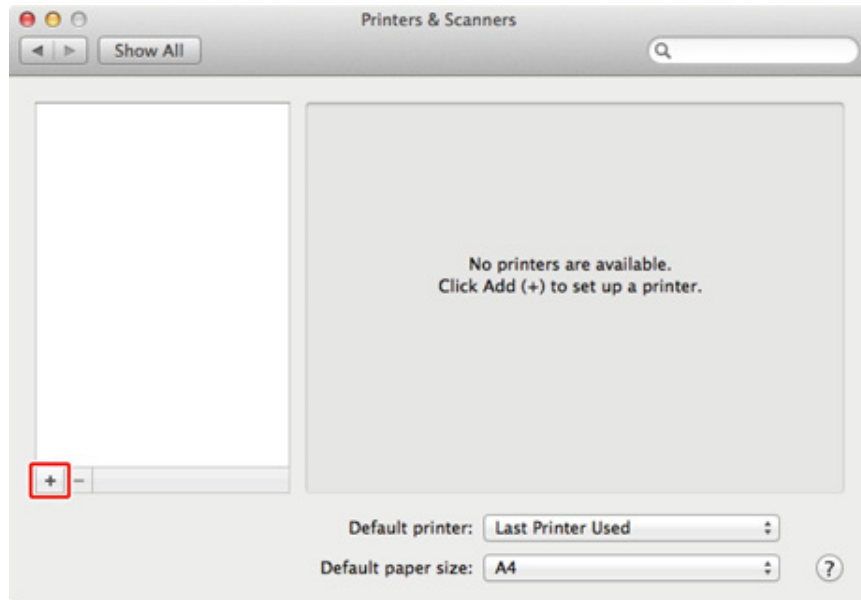 Printers & Scanners
Show All
No printers are available.
Click Add (+) to set up a printer.
+ −
Default printer: Last Printer Used
Default paper size: A4 ?